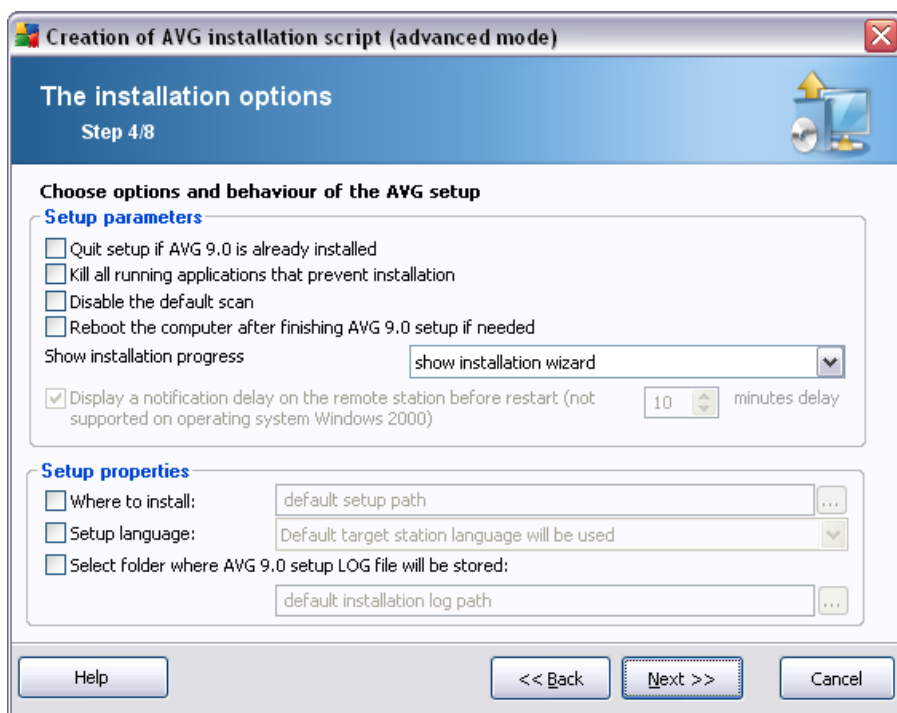 Creation of AVG installation script (advanced mode)
The installation options
Step 4/8
Choose options and behaviour of the AVG setup
Setup parameters
Quit setup if AVG 9.0 is already installed
Kill all running applications that prevent installation
Disable the default scan
Reboot the computer after finishing AVG 9.0 setup if needed
Show installation progress show installation wizard
Display a notification delay on the remote station before restart (not
supported on operating system Windows 2000) 10 minutes delay
Setup properties
Where to install: default setup path ...
Setup language: Default target station language will be used
Select folder where AVG 9.0 setup LOG file will be stored:
default installation log path ...
Help << Back Next >> Cancel